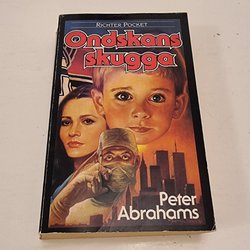 RICHTER POCKET
Ondskans
skugga
Peter
Abrahams